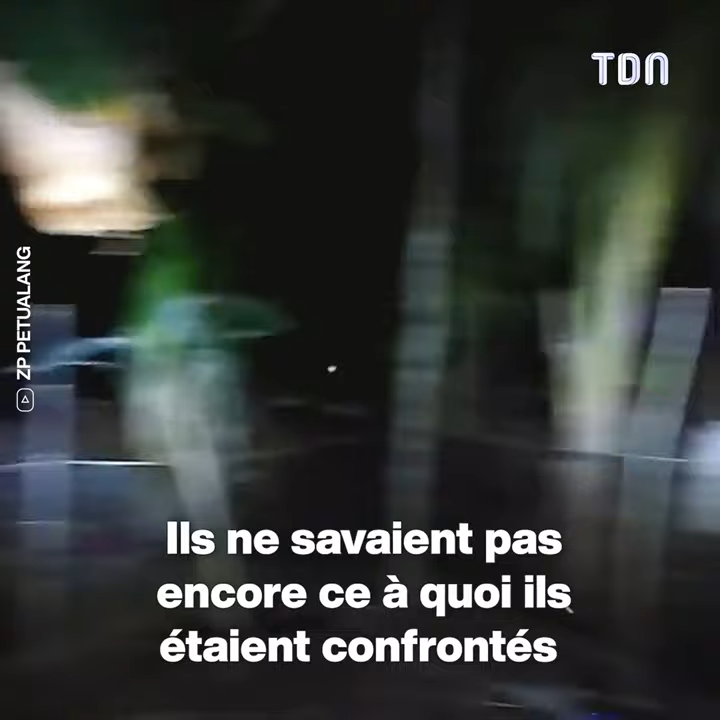 TDN
ZP PETUALANG
Ils ne savaient pas
encore ce à quoi ils
étaient confrontés